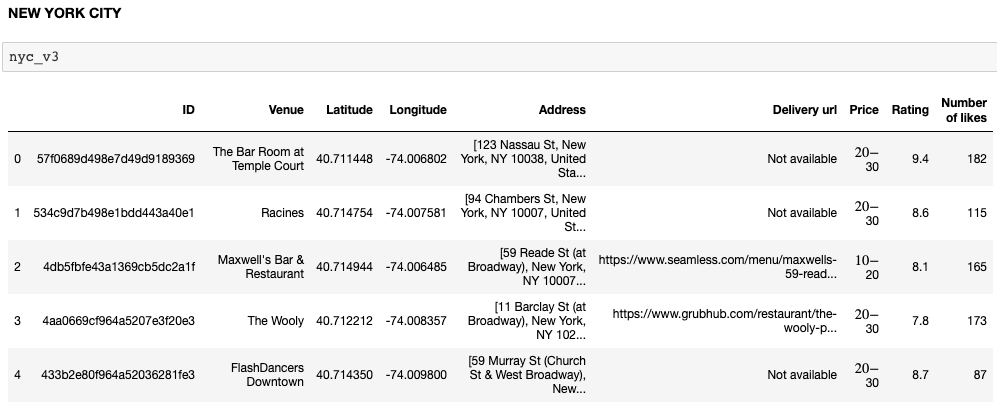 NEW YORK CITY
nyc_v3
ID Venue Latitude Longitude Address Delivery url Price Rating Number of likes
0 57f0689d498e7d49d9189369 The Bar Room at Temple Court 40.711448 -74.006802 [123 Nassau St, New York, NY 10038, United Sta... Not available 20–30 9.4 182
1 534c9d7b498e1bdd443a40e1 Racines 40.714754 -74.007581 [94 Chambers St, New York, NY 10007, United St... Not available 20–30 8.6 115
2 4db5fbfe43a1369cb5dc2a1f Maxwell's Bar & Restaurant 40.714944 -74.006485 [59 Reade St (at Broadway), New York, NY 10007... https://www.seamless.com/menu/maxwells-59-read... 10–20 8.1 165
3 4aa0669cf964a5207e3f20e3 The Wooly 40.712212 -74.008357 [11 Barclay St (at Broadway), New York, NY 102... https://www.grubhub.com/restaurant/the-wooly-p... 20–30 7.8 173
4 433b2e80f964a52036281fe3 FlashDancers Downtown 40.714350 -74.009800 [59 Murray St (Church St & West Broadway), New... Not available 20–30 8.7 87